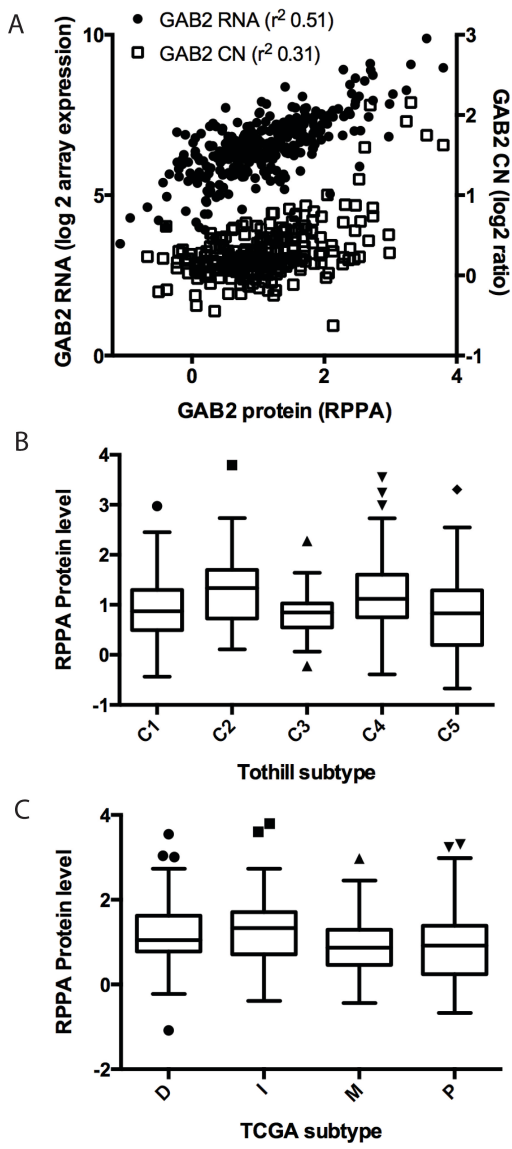 A
GAB2 RNA (r² 0.51)
GAB2 CN (r² 0.31)
10
5
0
GAB2 RNA (log 2 array expression)
3
2
1
0
-1
GAB2 CN (log2 ratio)
0
2
4
GAB2 protein (RPPA)
B
4
3
2
1
0
-1
RPPA Protein level
C1
C2
C3
C4
C5
Tothill subtype
C
4
2
0
-2
RPPA Protein level
D
I
M
P
TCGA subtype